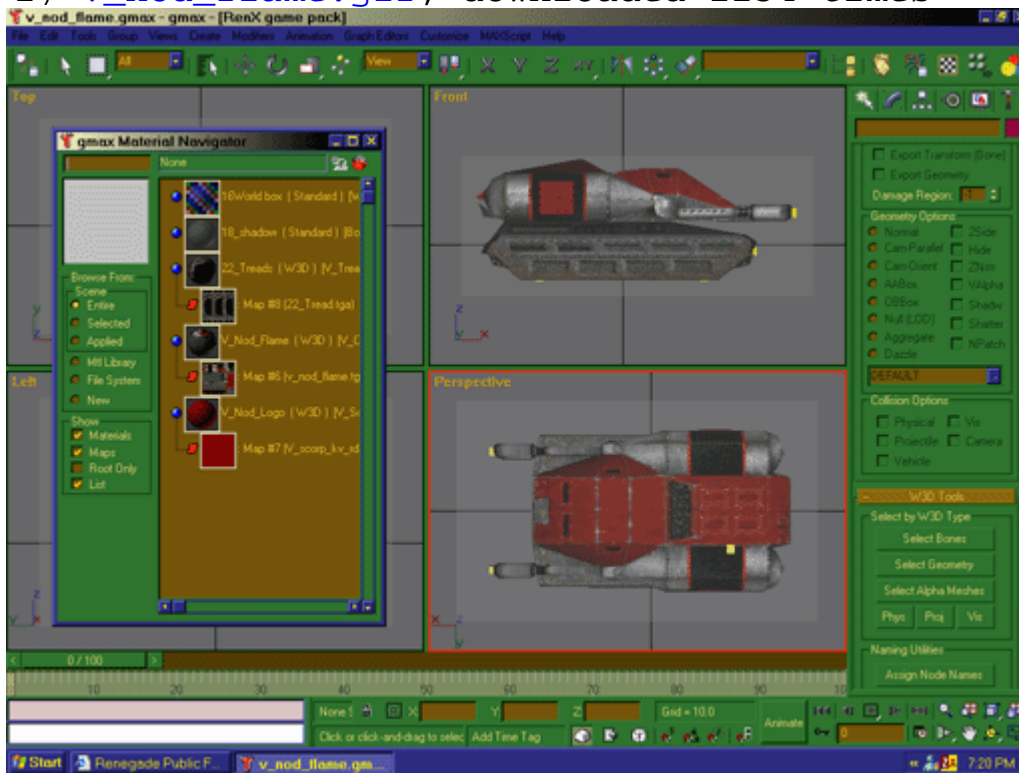 v_nod_flame.gmax - gmax - [RenX game pack]
File Edit Tools Group Views Create Modifiers Animation Graph Editors Customize MAXScript Help
All
View
Top
Front
gmax Material Navigator
None
16World box ( Standard )
18_shadow ( Standard ) [Bo
22_Treads ( W3D ) [V_Trea
Map #8 (22_Tread.tga)
V_Nod_Flame ( W3D )
Map #6 (v_nod_flame.tg
V_Nod_Logo ( W3D )
Map #7
Browse From:
Scene
Entire
Selected
Applied
Mtl Library
File System
New
Show
Materials
Maps
Root Only
List
Left
Perspective
Export Transform (Bone)
Export Geometry
Damage Region: -1
Geometry Options
Normal 2Side
Cam-Parallel Hide
Cam-Orient ZNrm
AABox VAlpha
OBBox Shadw
Null (LOD) Shatter
Aggregate NPatch
Dazzle
DEFAULT
Collision Options
Physical Vis
Projectile Camera
Vehicle
W3D Tools
Select by W3D Type
Select Bones
Select Geometry
Select Alpha Meshes
Phys Proj Vis
Naming Utilities
Assign Node Names
0 / 100
10 20 30 40 50 60 70 80 90 10
None S X Y Z Grid = 10.0
Animate
Click or click-and-drag to selec Add Time Tag
0
Start Renegade Public F... v_nod_flame.gm... 7:20 PM